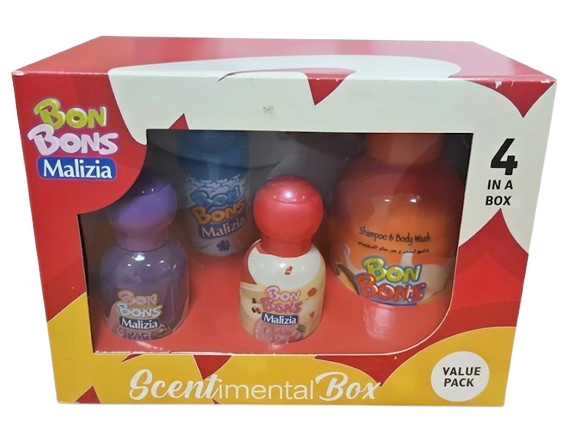 BON
BONS
Malizia
4
IN A
BOX
BON
BONS
Malizia
Shampoo & Body Wash
BON
BONS
BON
BONS
Malizia
BON
BONS
Malizia
Scentimental Box
VALUE
PACK